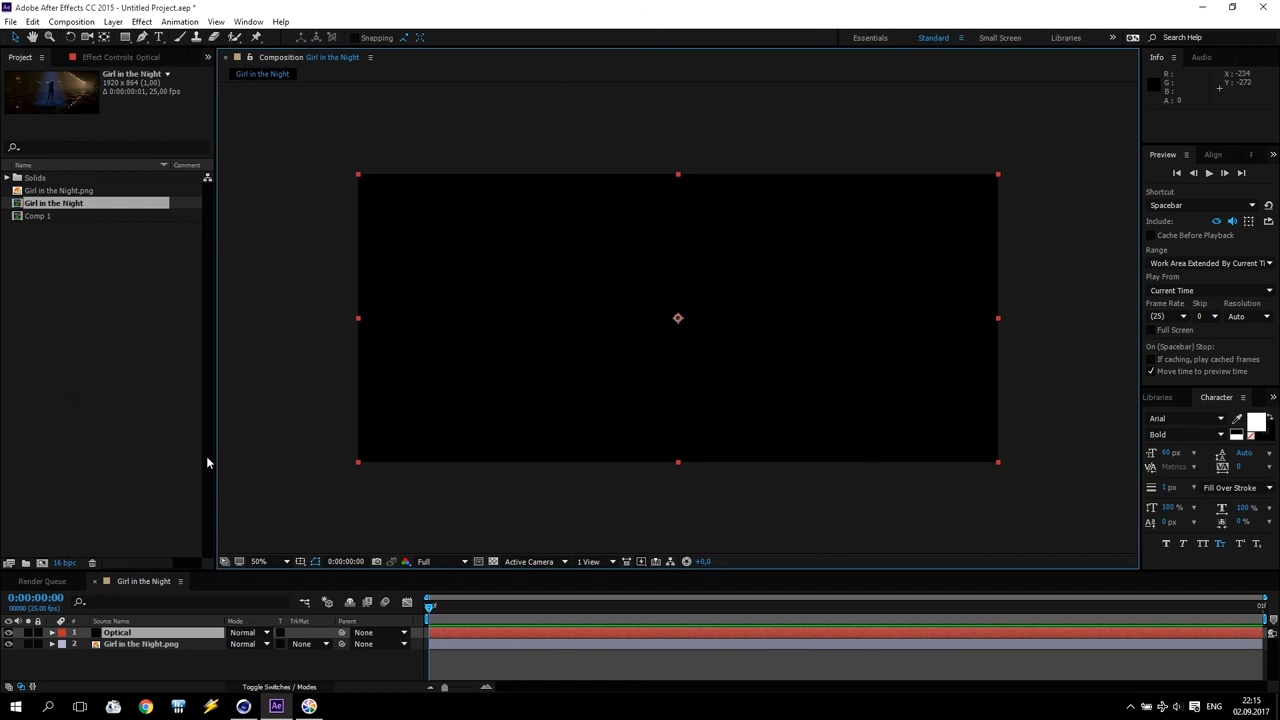 Adobe After Effects CC 2015 - Untitled Project.aep *
File Edit Composition Layer Effect Animation View Window Help
Snapping Essentials Standard Small Screen Libraries Search Help
Project Effect Controls Optical Composition Girl in the Night Info Audio
Girl in the Night
1920 x 864 (1,00)
Δ 0:00:00:01, 25,00 fps
Girl in the Night
R :
G :
B :
A : 0
X : -234
Y : -272
Name Comment
Solids
Girl in the Night.png
Girl in the Night
Comp 1
Preview Align
Shortcut
Spacebar
Include:
Cache Before Playback
Range
Work Area Extended By Current Ti
Play From
Current Time
Frame Rate Skip Resolution
(25) 0 Auto
Full Screen
On (Spacebar) Stop:
If caching, play cached frames
Move time to preview time
Libraries Character
Arial
Bold
60 px Auto
Metrics 0
1 px Fill Over Stroke
100 % 100 %
0 px 0 %
16 bpc 50% 0:00:00:00 Full Active Camera 1 View +0,0
Render Queue Girl in the Night
0:00:00:00
00000 (25.00 fps)
# Source Name Mode T TrkMat Parent
1 Optical Normal None
2 Girl in the Night.png Normal None None
Toggle Switches / Modes
ENG 22:15
02.09.2017